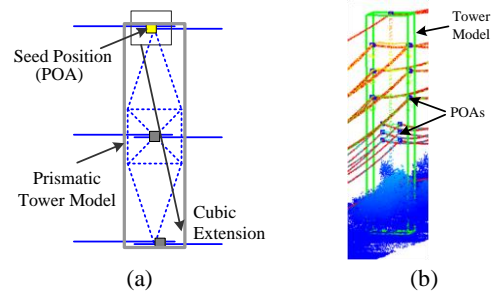 Seed Position
(POA)
Prismatic
Tower Model
Cubic
Extension
(a)
Tower
Model
POAs
(b)